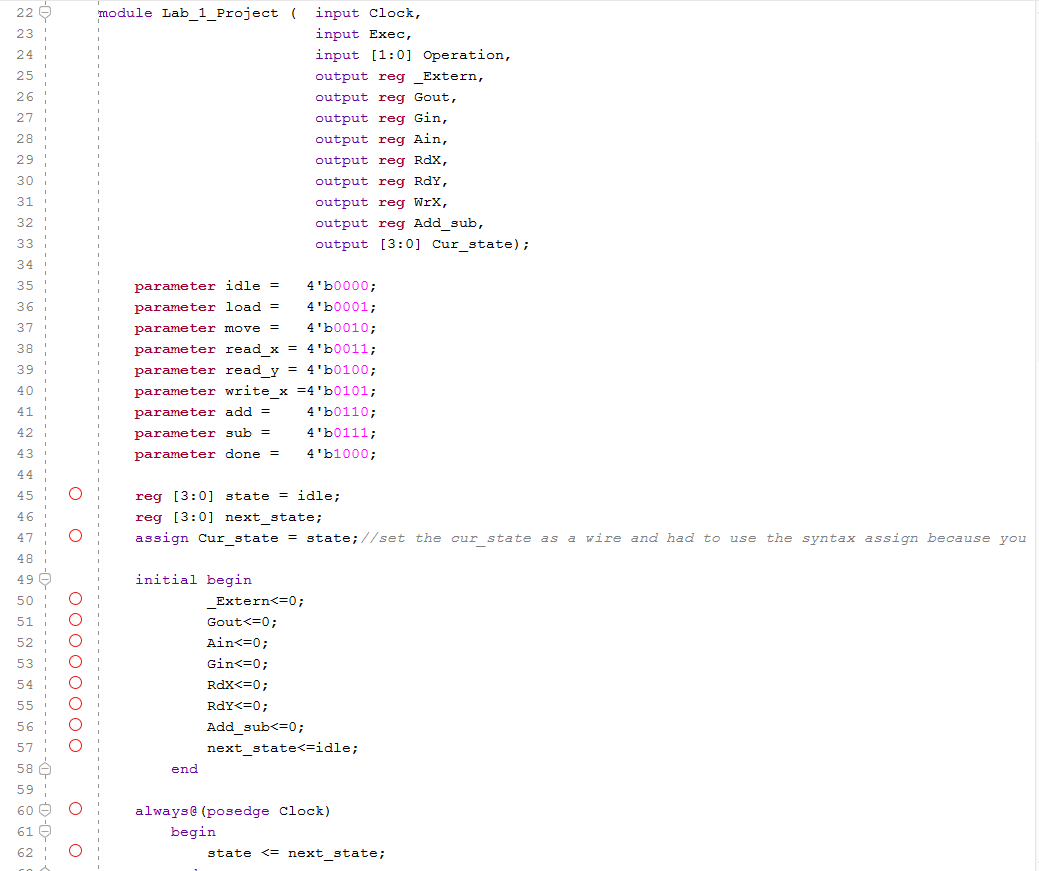 22 module Lab_1_Project ( input Clock,
23 input Exec,
24 input [1:0] Operation,
25 output reg _Extern,
26 output reg Gout,
27 output reg Gin,
28 output reg Ain,
29 output reg RdX,
30 output reg RdY,
31 output reg WrX,
32 output reg Add_sub,
33 output [3:0] Cur_state);
34
35 parameter idle = 4'b0000;
36 parameter load = 4'b0001;
37 parameter move = 4'b0010;
38 parameter read_x = 4'b0011;
39 parameter read_y = 4'b0100;
40 parameter write_x =4'b0101;
41 parameter add = 4'b0110;
42 parameter sub = 4'b0111;
43 parameter done = 4'b1000;
44
45 reg [3:0] state = idle;
46 reg [3:0] next_state;
47 assign Cur_state = state;//set the cur_state as a wire and had to use the syntax assign because you
48
49 initial begin
50 _Extern<=0;
51 Gout<=0;
52 Ain<=0;
53 Gin<=0;
54 RdX<=0;
55 RdY<=0;
56 Add_sub<=0;
57 next_state<=idle;
58 end
59
60 always@(posedge Clock)
61 begin
62 state <= next_state;